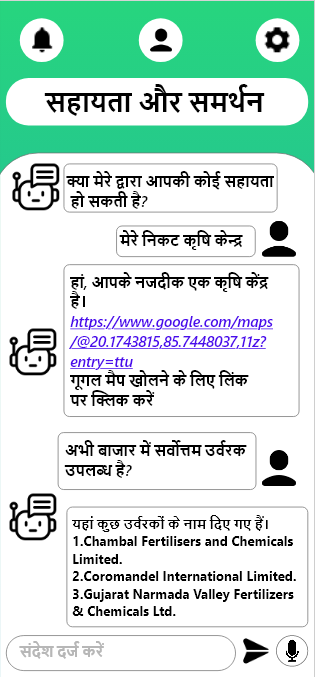 सहायता और समर्थन
क्या मेरे द्वारा आपकी कोई सहायता
हो सकती है?
मेरे निकट कृषि केन्द्र
हां, आपके नजदीक एक कृषि केंद्र
है।
https://www.google.com/maps
/@20.1743815,85.7448037,11z?
entry=ttu
गूगल मैप खोलने के लिए लिंक
पर क्लिक करें
अभी बाजार में सर्वोत्तम उर्वरक
उपलब्ध है?
यहां कुछ उर्वरकों के नाम दिए गए हैं।
1.Chambal Fertilisers and Chemicals
Limited.
2.Coromandel International Limited.
3.Gujarat Narmada Valley Fertilizers
& Chemicals Ltd.
संदेश दर्ज करें